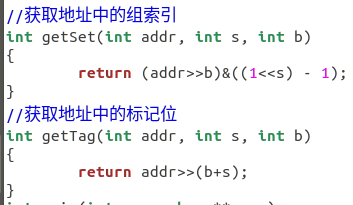 //获取地址中的组索引
int getSet(int addr, int s, int b)
{
        return (addr>>b)&((1<<s) - 1);
}
//获取地址中的标记位
int getTag(int addr, int s, int b)
{
        return addr>>(b+s);
}